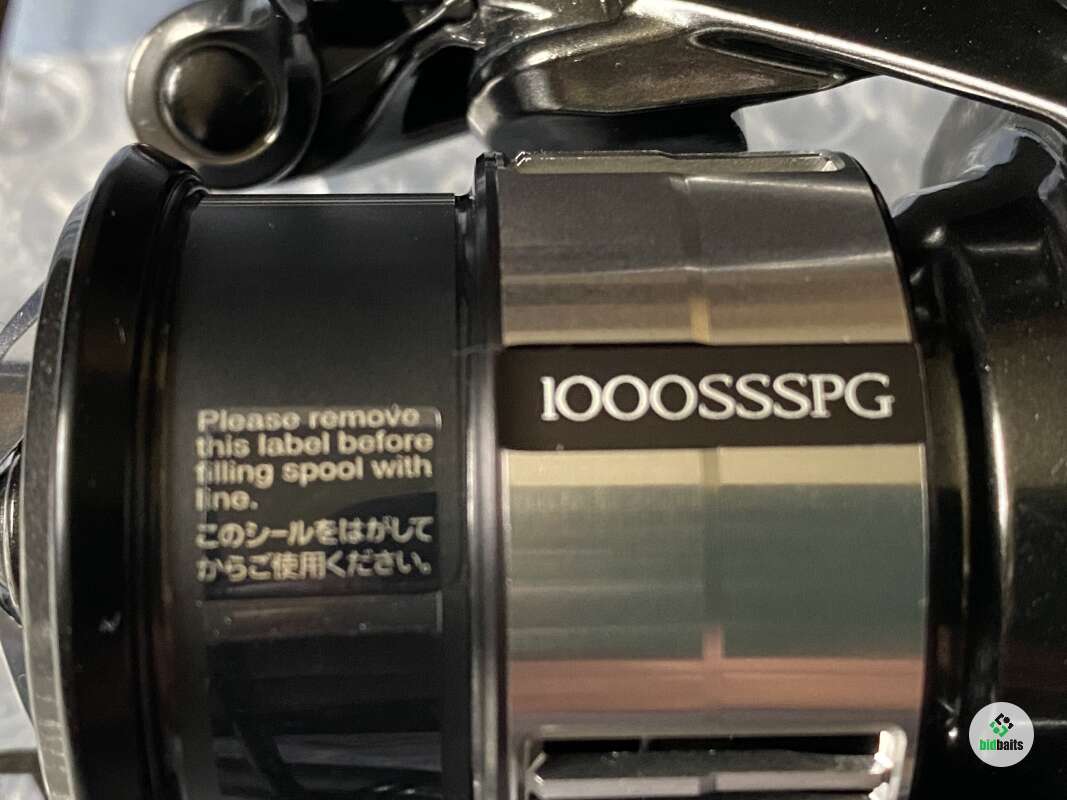 Please remove
this label before
filling spool with
line.
このシールをはがして
からご使用ください。
1000SSSPG
bidbaits